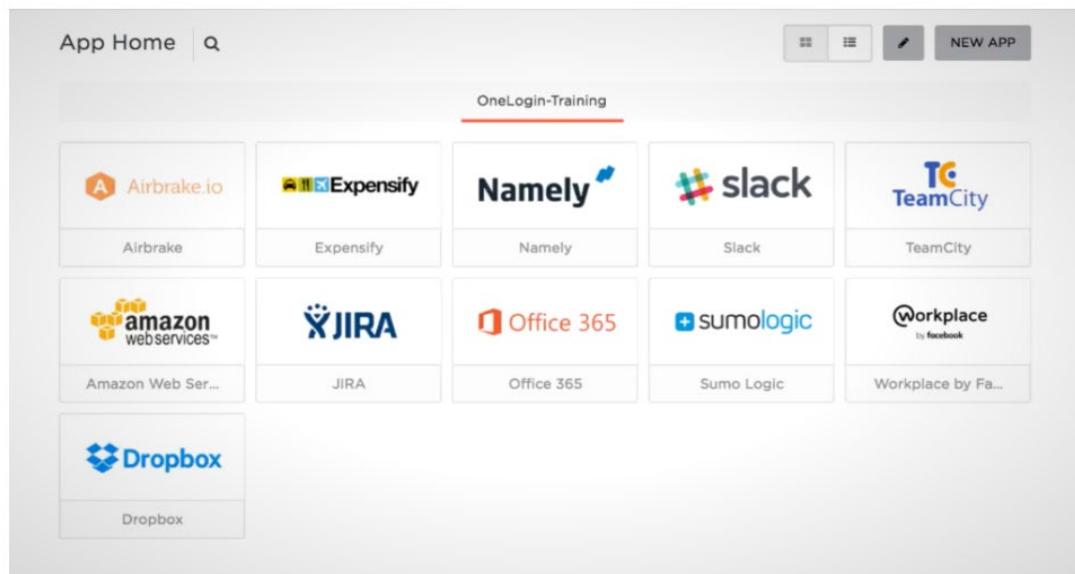 App Home
NEW APP
OneLogin-Training
A Airbrake.io
Expensify
Namely
slack
TC
TeamCity
Airbrake
Expensify
Namely
Slack
TeamCity
amazon
webservices™
JIRA
Office 365
sumologic
Workplace
by facebook
Amazon Web Ser...
JIRA
Office 365
Sumo Logic
Workplace by Fa...
Dropbox
Dropbox